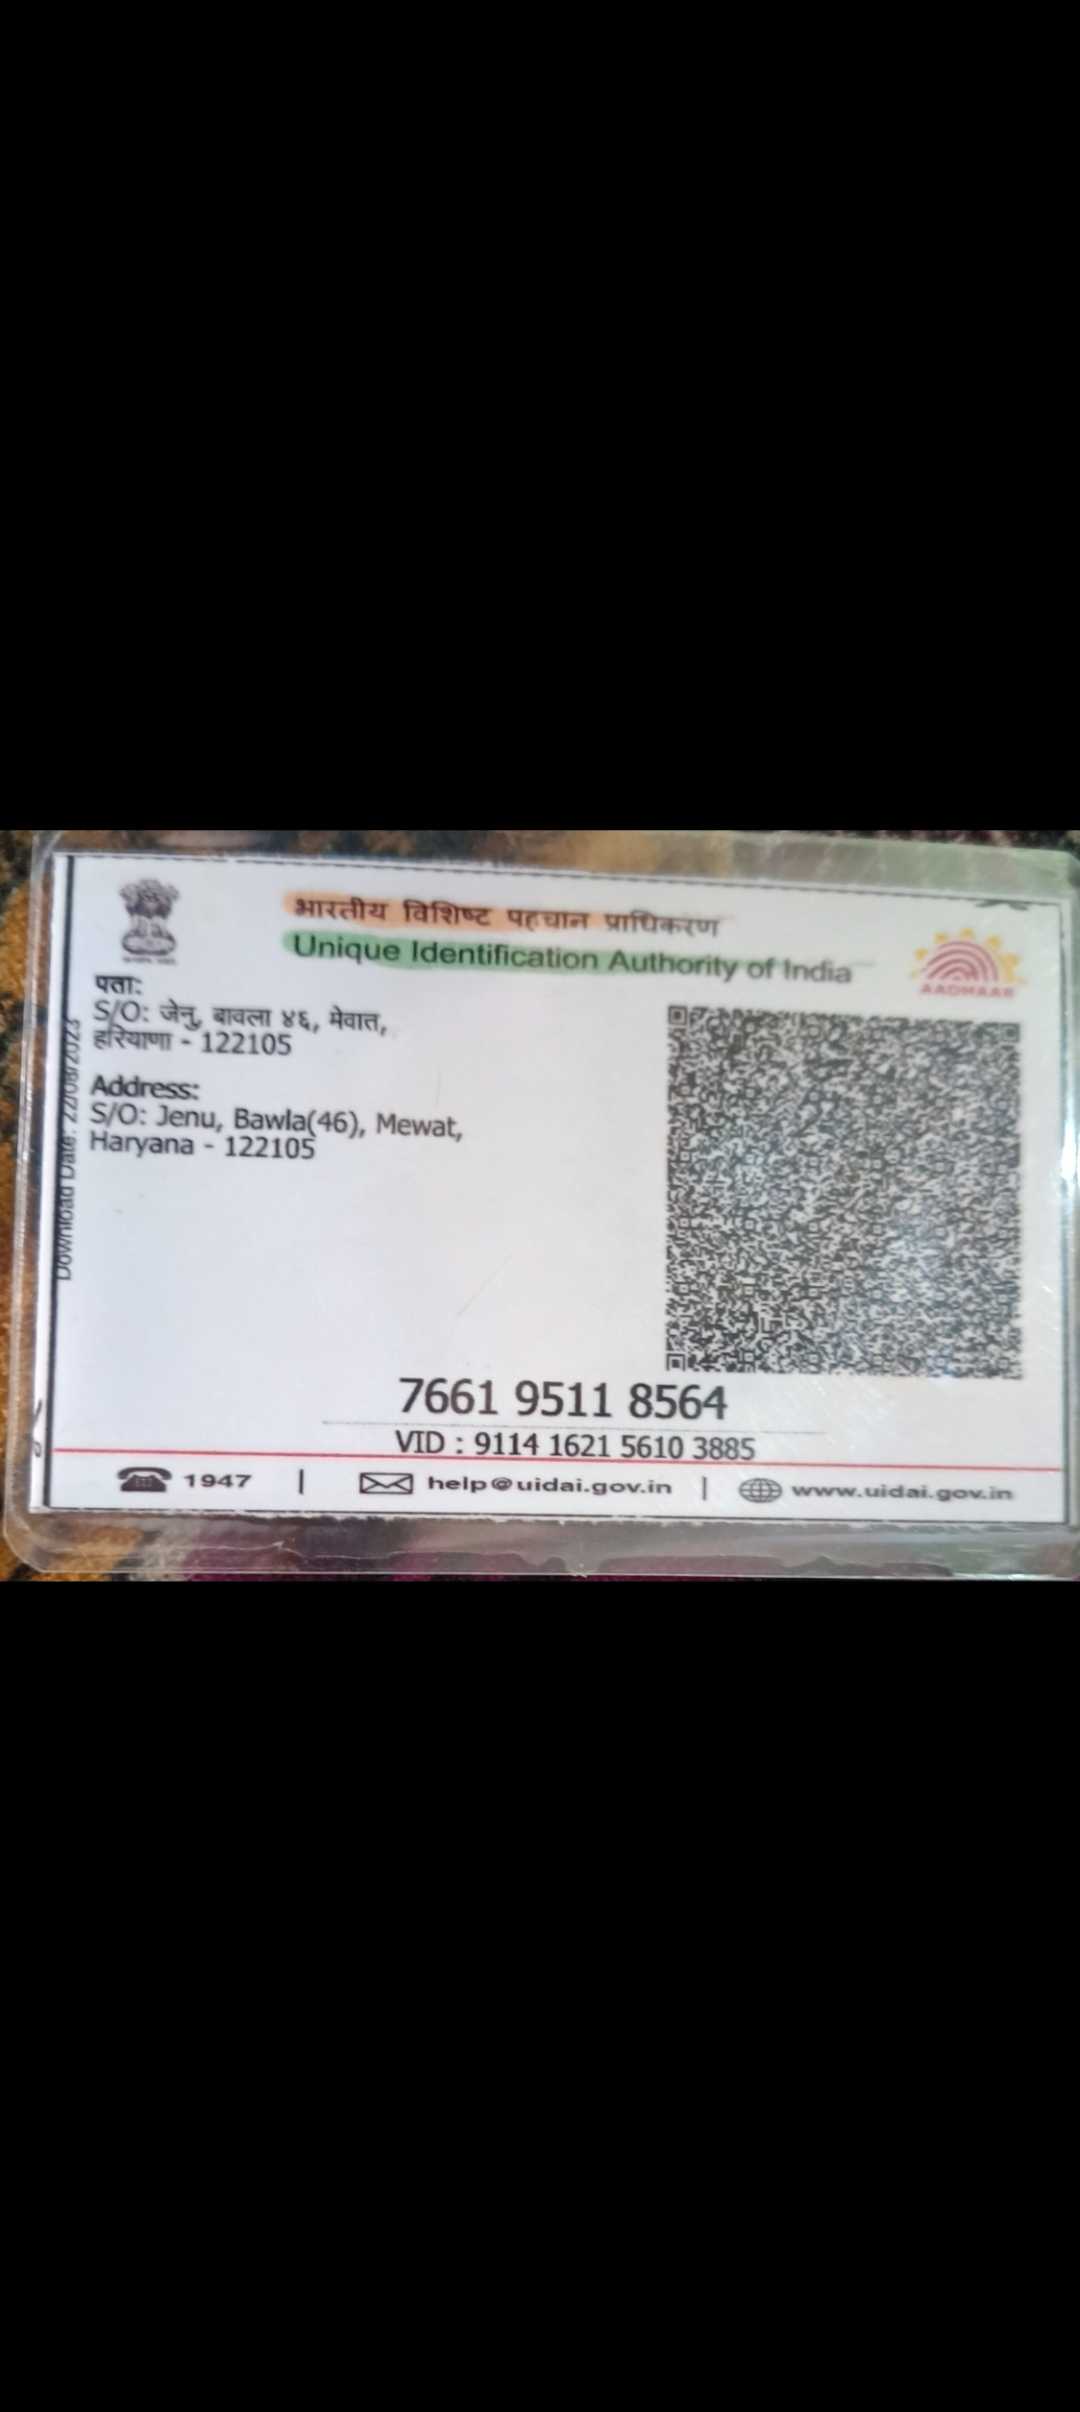 भारतीय विशिष्ट पहचान प्राधिकरण
Unique Identification Authority of India
AADHAAR
पता:
S/O: जेनु, बावला ४६, मेवात,
हरियाणा - 122105
Address:
S/O: Jenu, Bawla(46), Mewat,
Haryana - 122105
Download Date: 22/08/2023
7661 9511 8564
VID : 9114 1621 5610 3885
1947 | help@uidai.gov.in | www.uidai.gov.in